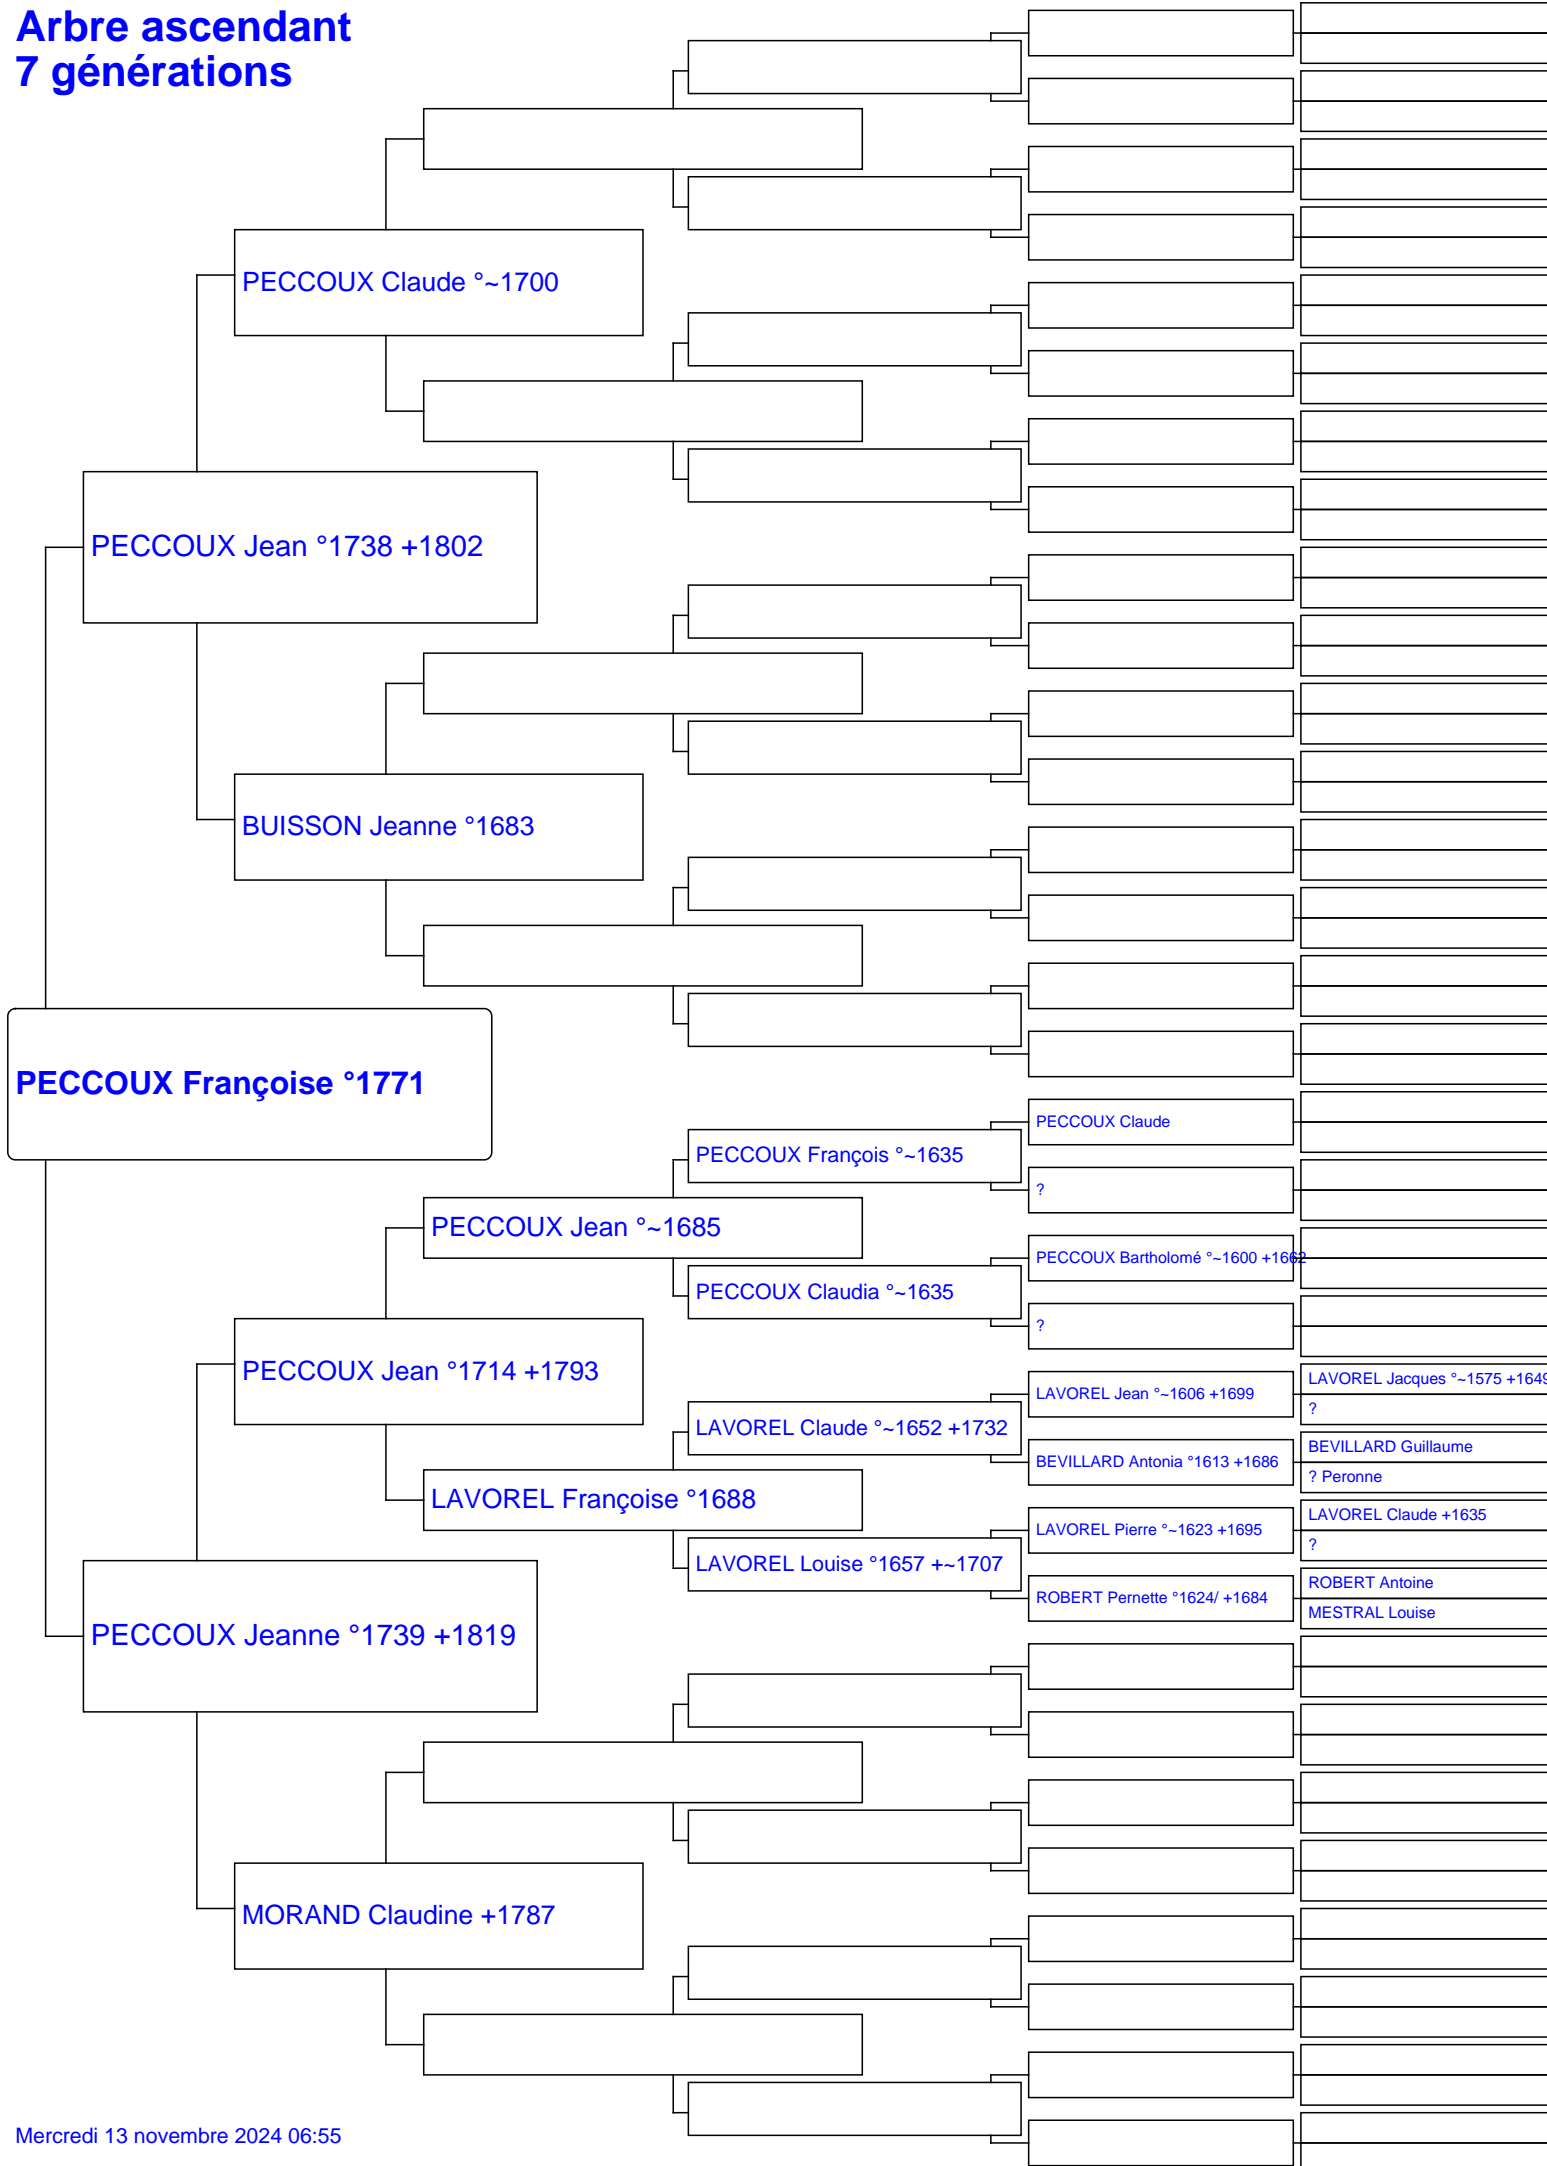 Arbre ascendant
7 générations
PECCOUX Claude °~1700
PECCOUX Jean °1738 +1802
BUISSON Jeanne °1683
PECCOUX Françoise °1771
PECCOUX Claude
PECCOUX François °~1635
?
PECCOUX Jean °~1685
PECCOUX Bartholomé °~1600 +1662
PECCOUX Claudia °~1635
?
PECCOUX Jean °1714 +1793
LAVOREL Jacques °~1575 +1649
LAVOREL Jean °~1606 +1699
?
LAVOREL Claude °~1652 +1732
BEVILLARD Guillaume
BEVILLARD Antonia °1613 +1686
? Peronne
LAVOREL Françoise °1688
LAVOREL Claude +1635
LAVOREL Pierre °~1623 +1695
?
LAVOREL Louise °1657 +~1707
ROBERT Antoine
ROBERT Pernette °1624/ +1684
MESTRAL Louise
PECCOUX Jeanne °1739 +1819
MORAND Claudine +1787
Mercredi 13 novembre 2024 06:55